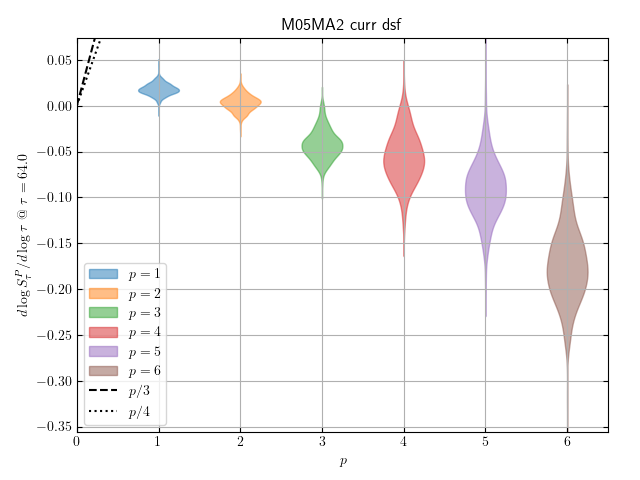 M05MA2 curr dsf
d log S_τ^P / d log τ @ τ = 64.0
0.05
0.00
−0.05
−0.10
−0.15
−0.20
−0.25
−0.30
−0.35
p = 1
p = 2
p = 3
p = 4
p = 5
p = 6
p/3
p/4
0 1 2 3 4 5 6
p